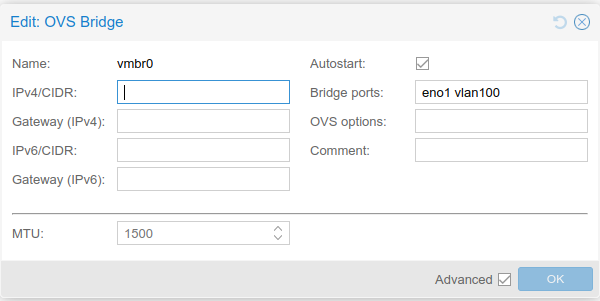 Edit: OVS Bridge
Name: vmbr0 Autostart:
IPv4/CIDR: Bridge ports: eno1 vlan100
Gateway (IPv4): OVS options:
IPv6/CIDR: Comment:
Gateway (IPv6):
MTU: 1500
Advanced OK